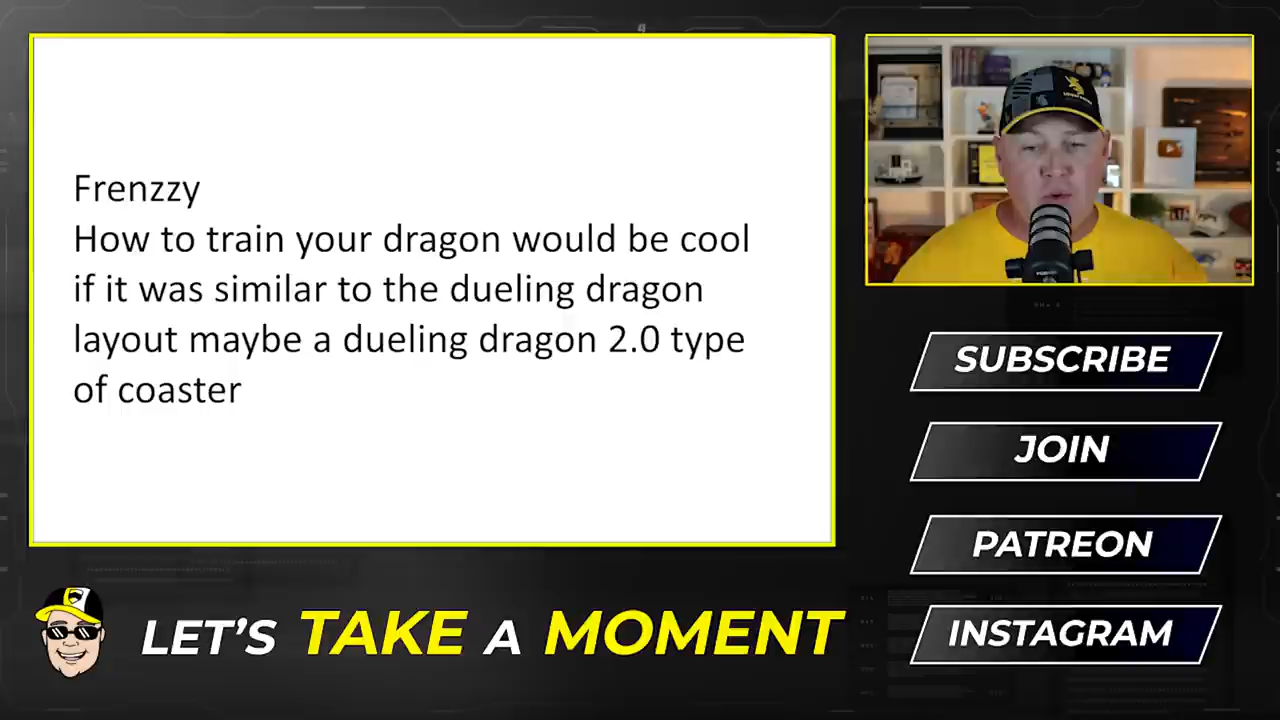 Frenzzy
How to train your dragon would be cool
if it was similar to the dueling dragon
layout maybe a dueling dragon 2.0 type
of coaster
SUBSCRIBE
JOIN
PATREON
INSTAGRAM
LET'S TAKE A MOMENT